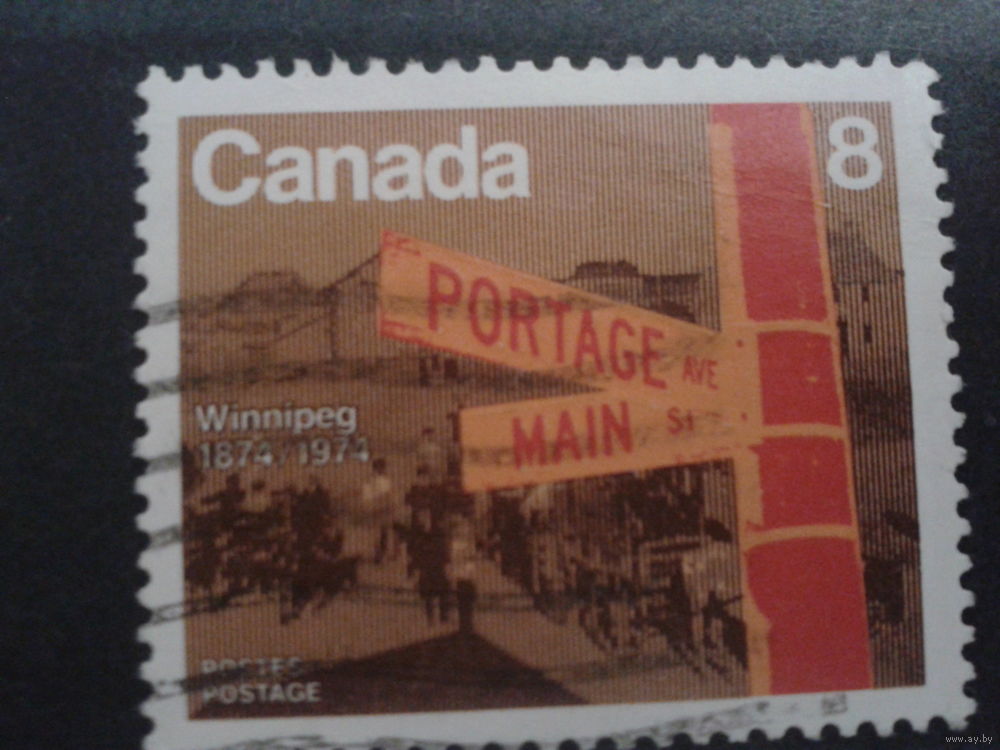 Canada
8
PORTAGE AVE
MAIN St
Winnipeg
1874/1974
POSTES
POSTAGE
www.ay.by